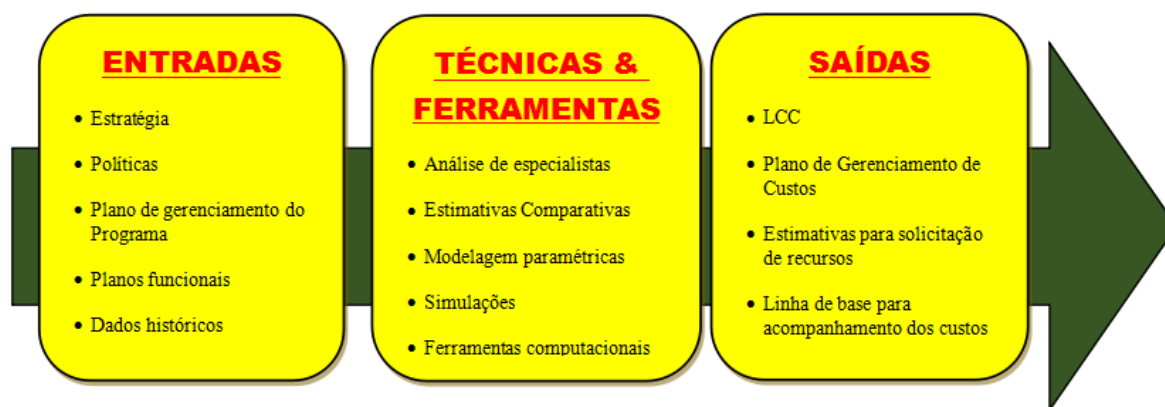 ENTRADAS
• Estratégia
• Políticas
• Plano de gerenciamento do
Programa
• Planos funcionais
• Dados históricos
TÉCNICAS &
FERRAMENTAS
• Análise de especialistas
• Estimativas Comparativas
• Modelagem paramétricas
• Simulações
• Ferramentas computacionais
SAÍDAS
• LCC
• Plano de Gerenciamento de
Custos
• Estimativas para solicitação
de recursos
• Linha de base para
acompanhamento dos custos